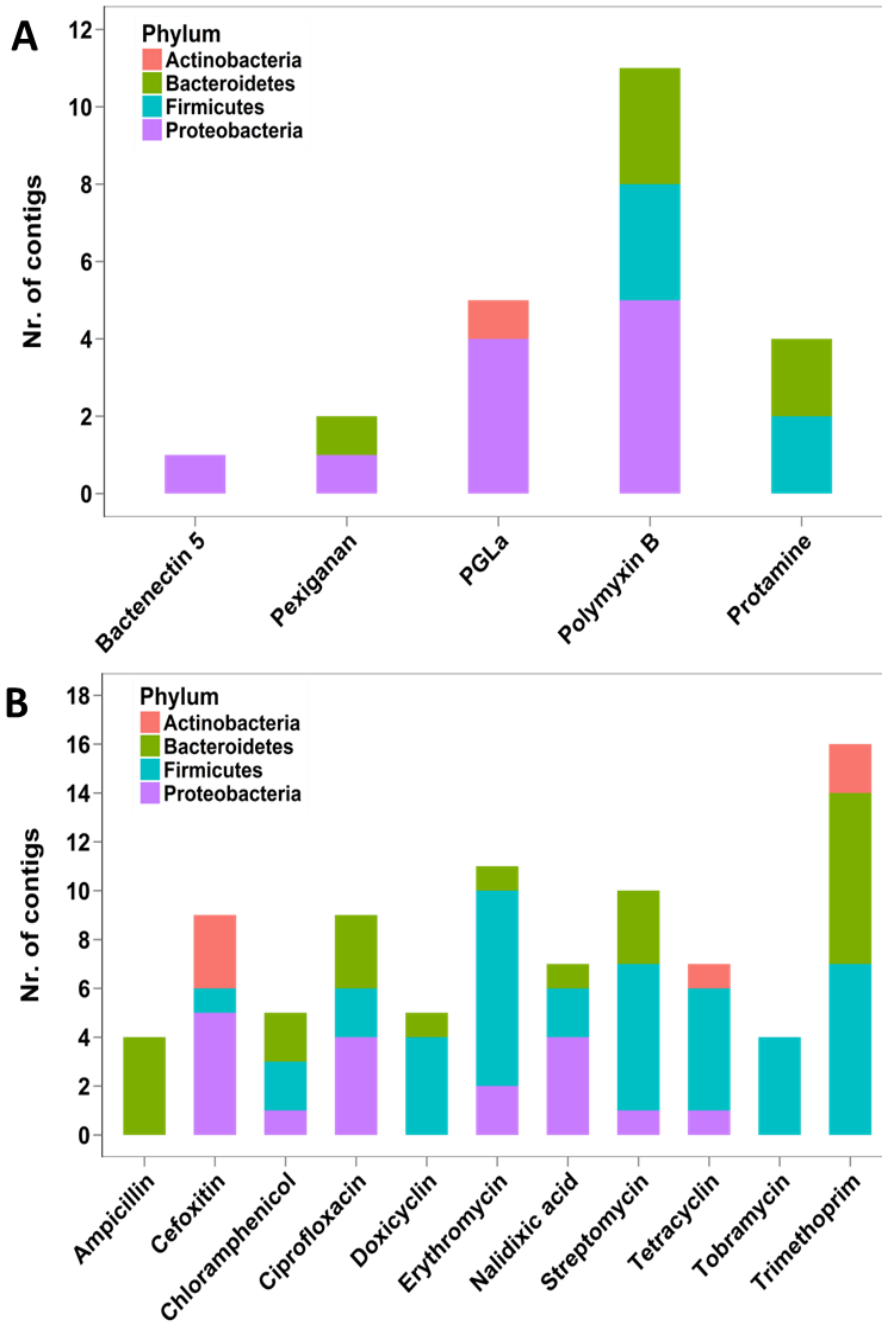 A
Phylum
Actinobacteria
Bacteroidetes
Firmicutes
Proteobacteria
Nr. of contigs
12
10
8
6
4
2
0
Bactenectin 5
Pexiganan
PGLa
Polymyxin B
Protamine
B
Phylum
Actinobacteria
Bacteroidetes
Firmicutes
Proteobacteria
Nr. of contigs
18
16
14
12
10
8
6
4
2
0
Ampicillin
Cefoxitin
Chloramphenicol
Ciprofloxacin
Doxicyclin
Erythromycin
Nalidixic acid
Streptomycin
Tetracyclin
Tobramycin
Trimethoprim